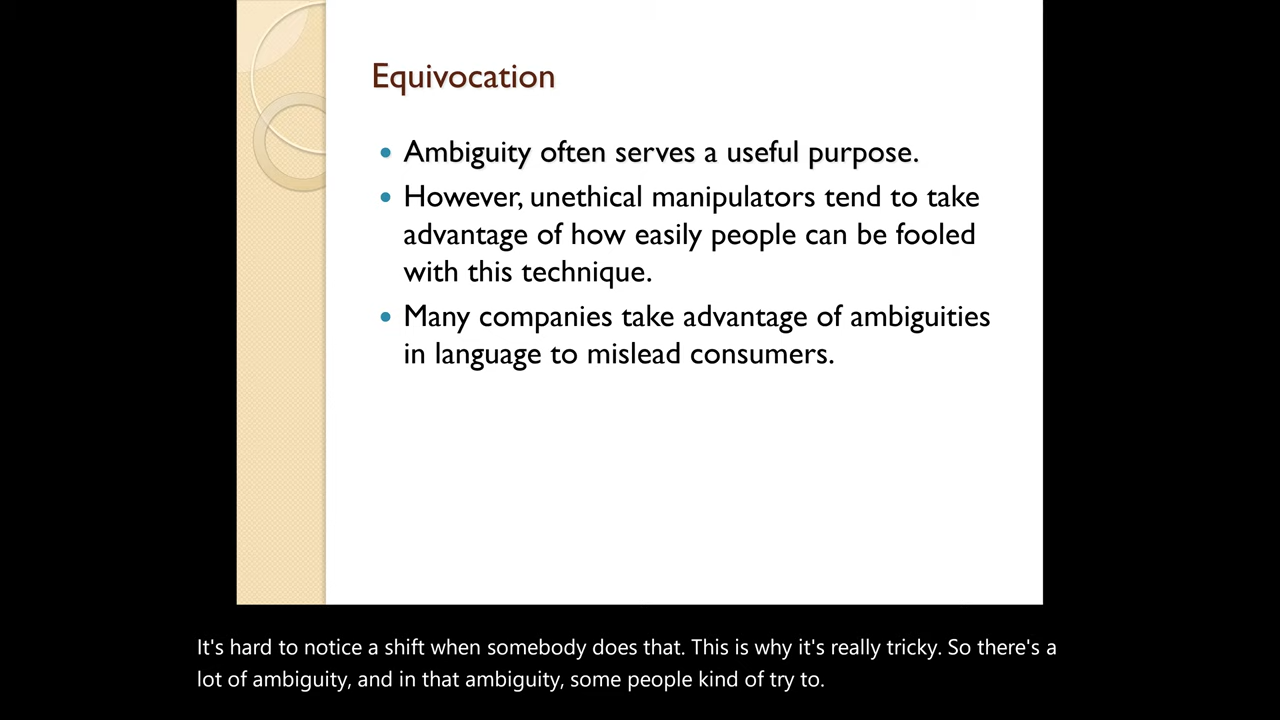 Equivocation
• Ambiguity often serves a useful purpose.
• However, unethical manipulators tend to take
advantage of how easily people can be fooled
with this technique.
• Many companies take advantage of ambiguities
in language to mislead consumers.
It's hard to notice a shift when somebody does that. This is why it's really tricky. So there's a
lot of ambiguity, and in that ambiguity, some people kind of try to.